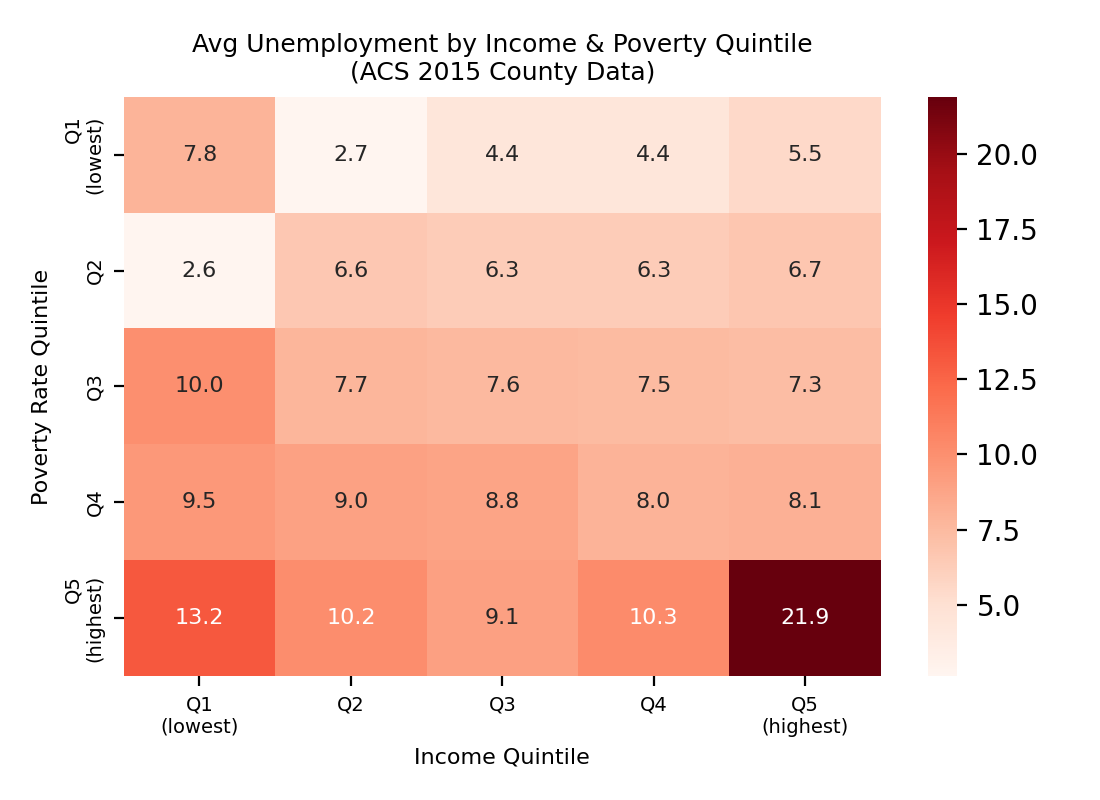 Avg Unemployment by Income & Poverty Quintile
(ACS 2015 County Data)
Poverty Rate Quintile
Q1
(lowest)
7.8 2.7 4.4 4.4 5.5
Q2
2.6 6.6 6.3 6.3 6.7
Q3
10.0 7.7 7.6 7.5 7.3
Q4
9.5 9.0 8.8 8.0 8.1
Q5
(highest)
13.2 10.2 9.1 10.3 21.9
Q1 Q2 Q3 Q4 Q5
(lowest) (highest)
Income Quintile
20.0
17.5
15.0
12.5
10.0
7.5
5.0